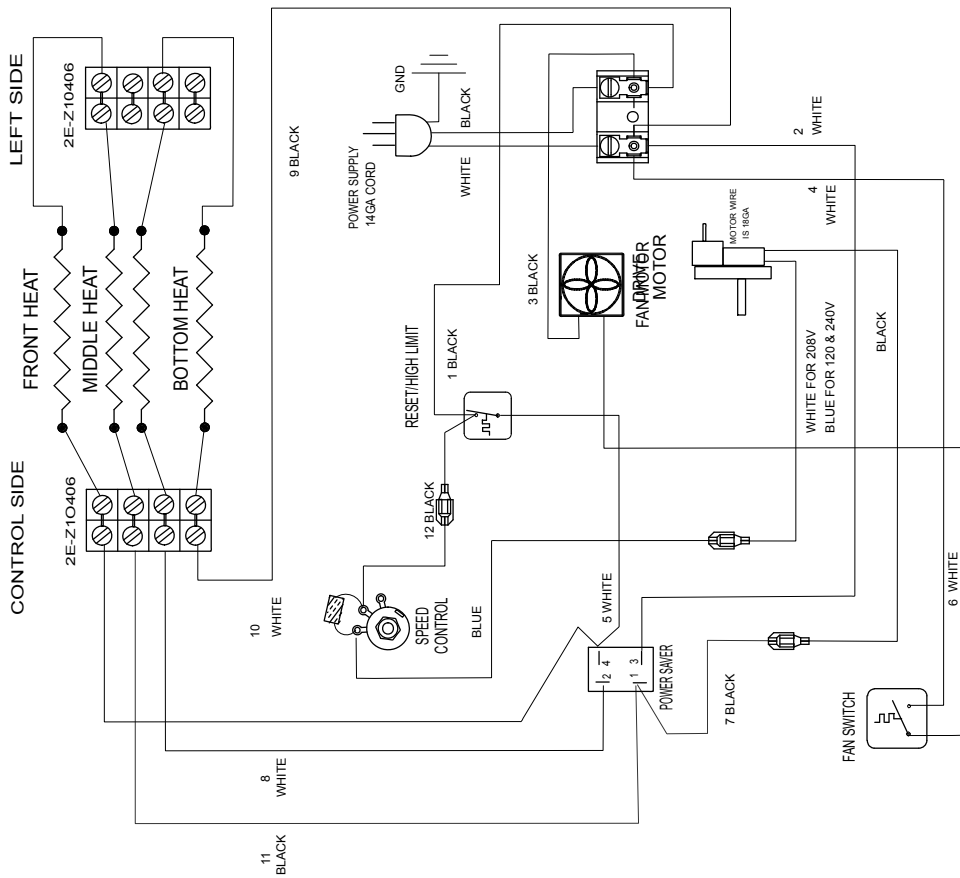 LEFT SIDE
2E-Z10406
FRONT HEAT
MIDDLE HEAT
BOTTOM HEAT
CONTROL SIDE
2E-Z1O406
9 BLACK
10
WHITE
8
WHITE
11
BLACK
GND
BLACK
POWER SUPPLY
14GA CORD
WHITE
2
WHITE
4
WHITE
3 BLACK
FAN MOTOR
DRIVE
MOTOR
MOTOR WIRE
IS 18GA
RESET/HIGH LIMIT
1 BLACK
WHITE FOR 208V
BLUE FOR 120 & 240V
BLACK
12 BLACK
SPEED
CONTROL
BLUE
5 WHITE
2 4
1 3
POWER SAVER
7 BLACK
6 WHITE
FAN SWITCH